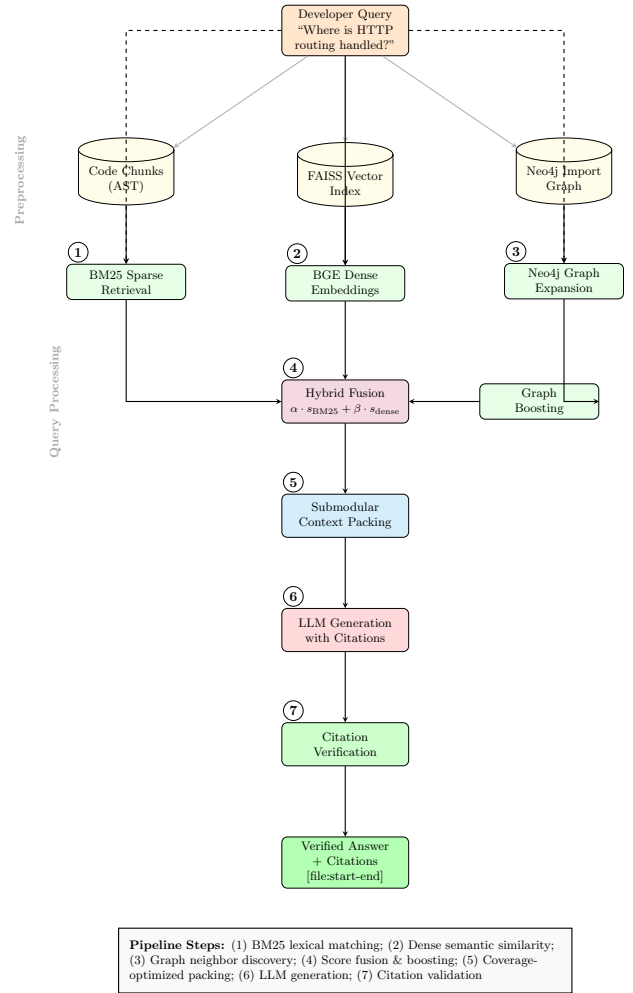 Developer Query
“Where is HTTP
routing handled?”
Preprocessing
Code Chunks
(AST)
FAISS Vector
Index
Neo4j Import
Graph
1
BM25 Sparse
Retrieval
2
BGE Dense
Embeddings
3
Neo4j Graph
Expansion
Query Processing
4
Hybrid Fusion
α · s_BM25 + β · s_dense
Graph
Boosting
5
Submodular
Context Packing
6
LLM Generation
with Citations
7
Citation
Verification
Verified Answer
+ Citations
[file:start-end]
Pipeline Steps: (1) BM25 lexical matching; (2) Dense semantic similarity;
(3) Graph neighbor discovery; (4) Score fusion & boosting; (5) Coverage-
optimized packing; (6) LLM generation; (7) Citation validation